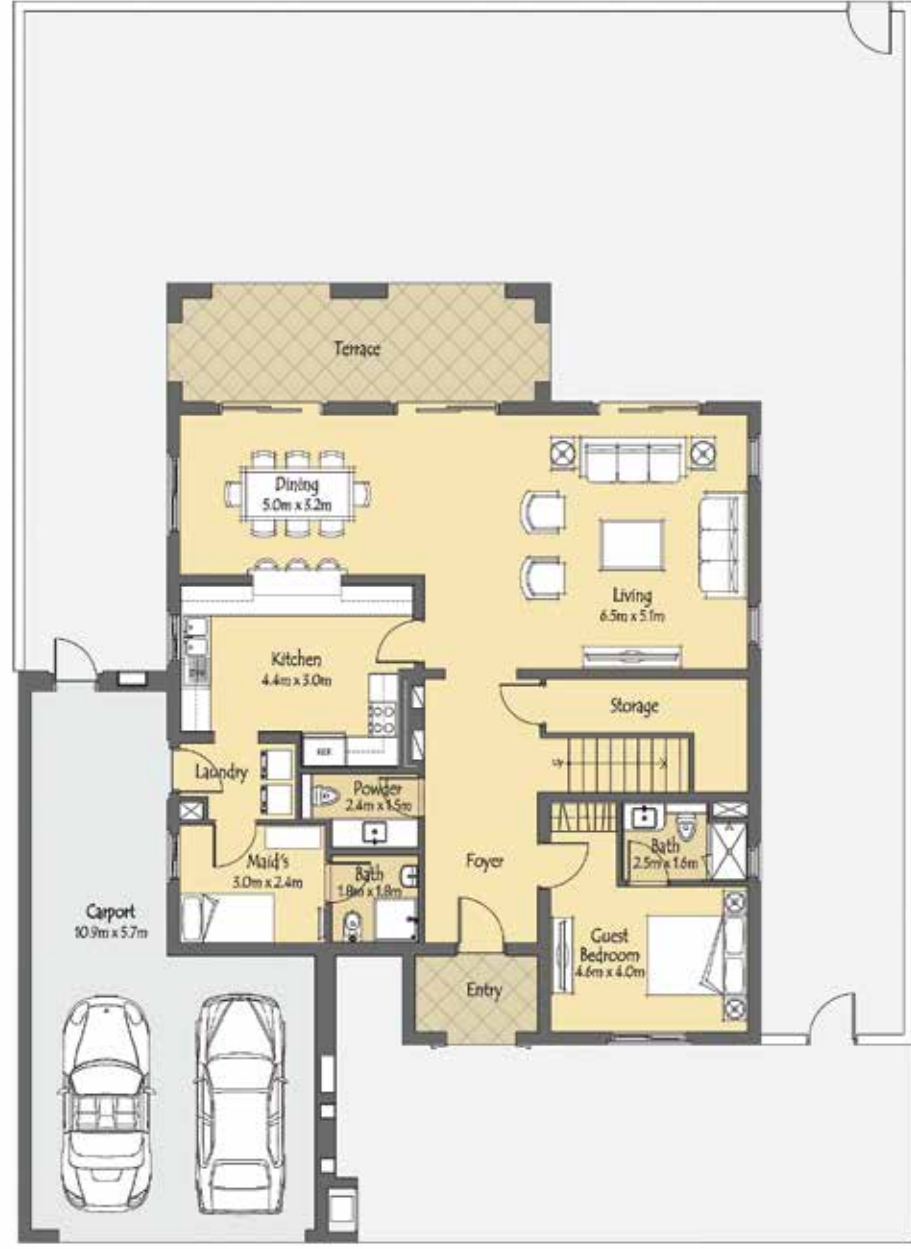 Terrace
Dining
5.0m x 3.2m
Living
6.5m x 5.1m
Kitchen
4.4m x 3.0m
Storage
REF.
Up
Laundry
Powder
2.4m x 1.5m
Maid's
3.0m x 2.4m
Bath
1.8m x 1.8m
Foyer
Bath
2.5m x 1.6m
Carport
10.9m x 5.7m
Guest
Bedroom
4.6m x 4.0m
Entry